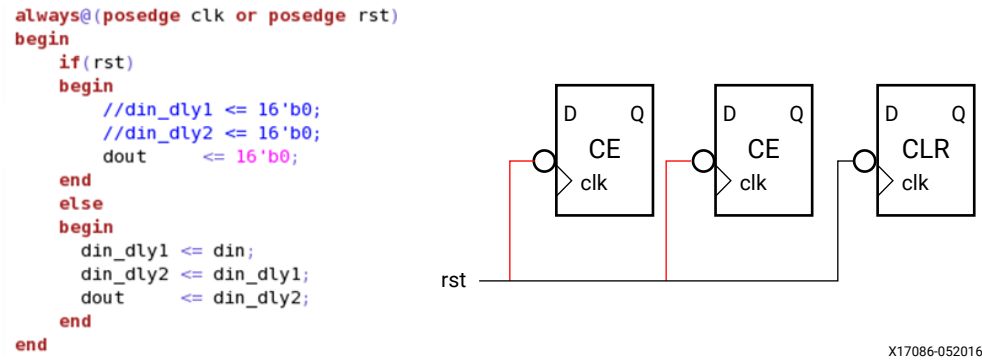 always@(posedge clk or posedge rst)
begin
if(rst)
begin
//din_dly1 <= 16'b0;
//din_dly2 <= 16'b0;
dout <= 16'b0;
end
else
begin
din_dly1 <= din;
din_dly2 <= din_dly1;
dout <= din_dly2;
end
end
D Q
CE
clk
D Q
CE
clk
D Q
CLR
clk
rst
X17086-052016